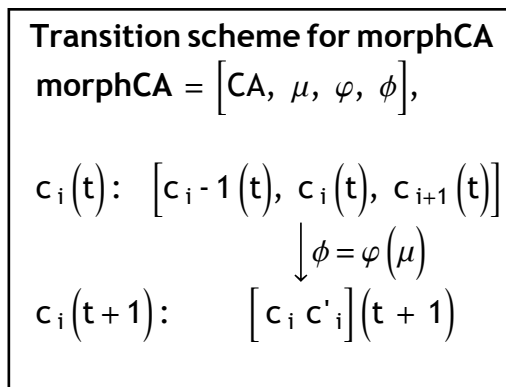 Transition scheme for morphCA
morphCA = [CA, μ, φ, ϕ],
c i (t) : [c i - 1 (t), c i (t), c i+1 (t)]
↓ ϕ = φ (μ)
c i (t + 1) : [c i c' i] (t + 1)